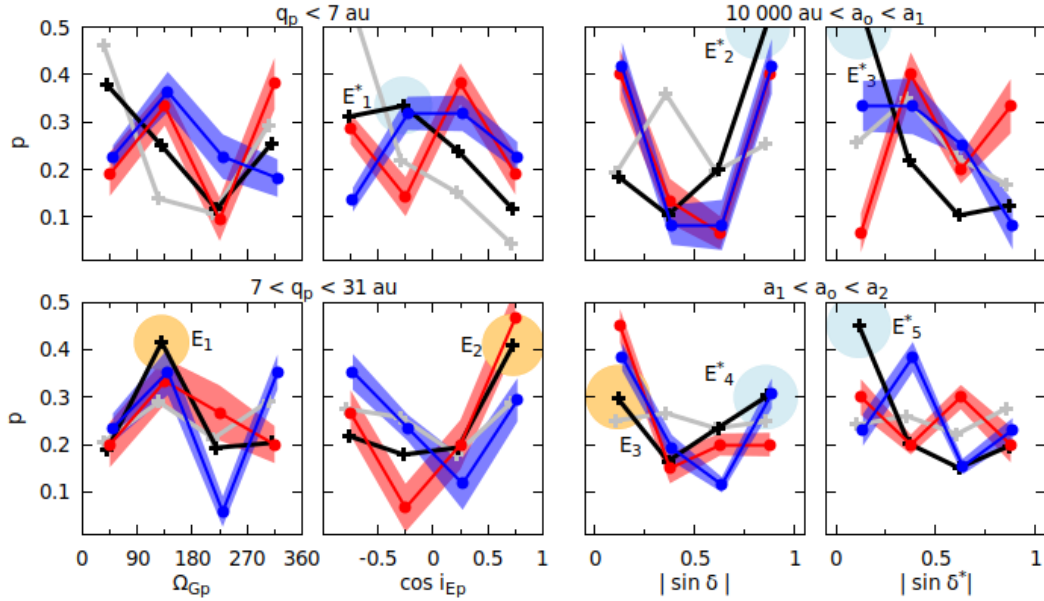 q_p < 7 au
10 000 au < a_o < a_1
0.5
0.4
0.3
0.2
0.1
p
E*_1
E*_2
E*_3
7 < q_p < 31 au
a_1 < a_o < a_2
0.5
0.4
0.3
0.2
0.1
p
E_1
E_2
E_3
E*_4
E*_5
0 90 180 270 360
-0.5 0 0.5 1
0 0.5 1
0 0.5 1
Ω_Gp
cos i_Ep
| sin δ |
| sin δ* |